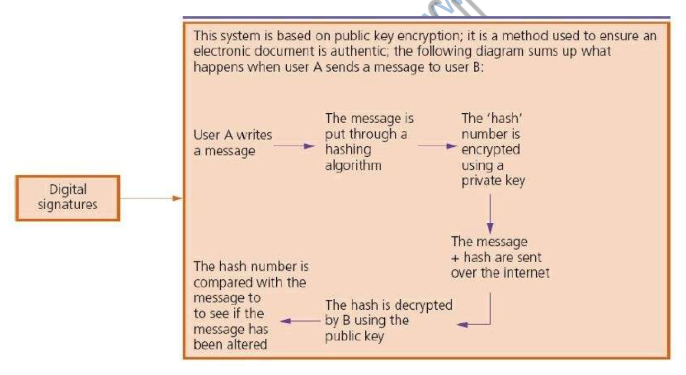 This system is based on public key encryption; it is a method used to ensure an
electronic document is authentic; the following diagram sums up what
happens when user A sends a message to user B:
User A writes
a message
The message is
put through a
hashing
algorithm
The 'hash'
number is
encrypted
using a
private key
Digital
signatures
The message
+ hash are sent
over the internet
The hash is decrypted
by B using the
public key
The hash number is
compared with the
message to
to see if the
message has
been altered